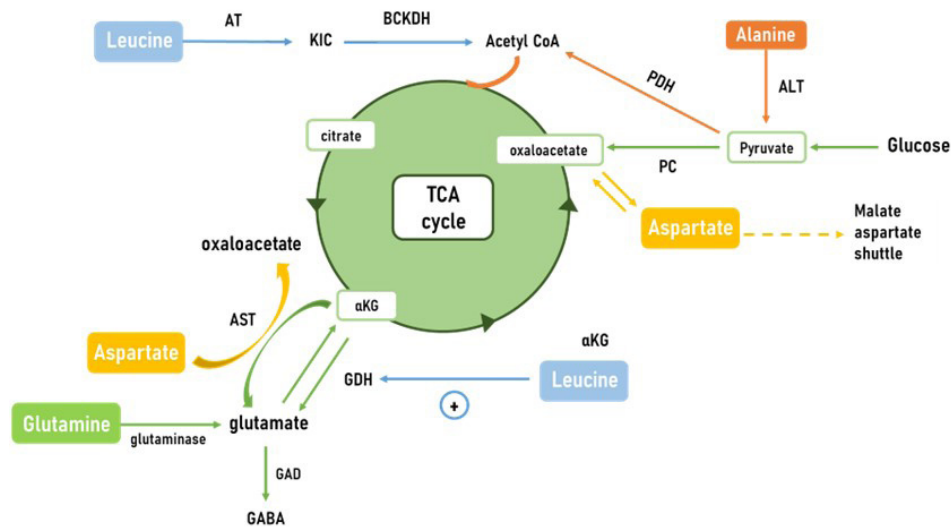 AT
BCKDH
Leucine
KIC
Acetyl CoA
Alanine
PDH
ALT
citrate
oxaloacetate
Pyruvate
Glucose
PC
TCA
cycle
Aspartate
Malate
aspartate
shuttle
oxaloacetate
αKG
AST
Aspartate
αKG
GDH
Leucine
+
Glutamine
glutaminase
glutamate
GAD
GABA